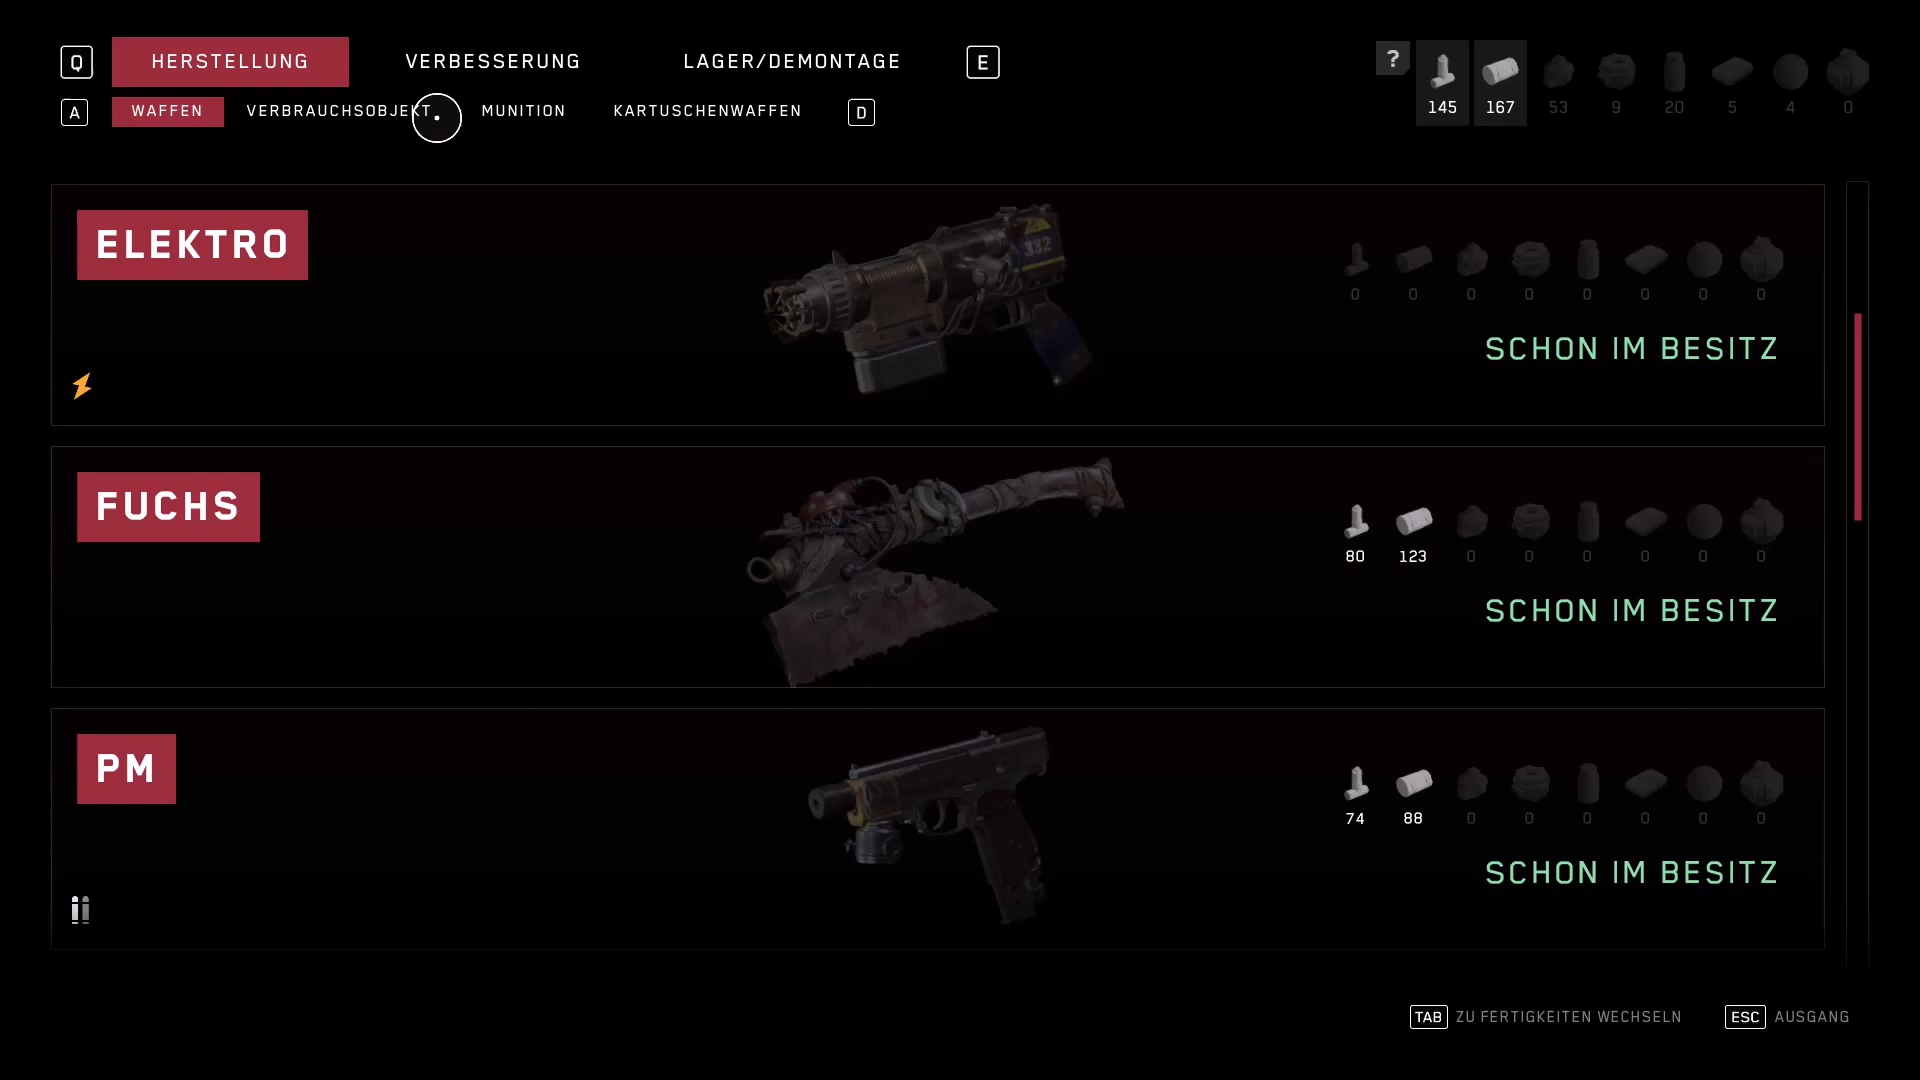 Q HERSTELLUNG VERBESSERUNG LAGER/DEMONTAGE E
A WAFFEN VERBRAUCHSOBJEKT MUNITION KARTUSCHENWAFFEN D
?
145 167 53 9 20 5 4 0
ELEKTRO
332
0 0 0 0 0 0 0 0
SCHON IM BESITZ
FUCHS
80 123 0 0 0 0 0 0
SCHON IM BESITZ
PM
74 88 0 0 0 0 0 0
SCHON IM BESITZ
TAB ZU FERTIGKEITEN WECHSELN ESC AUSGANG